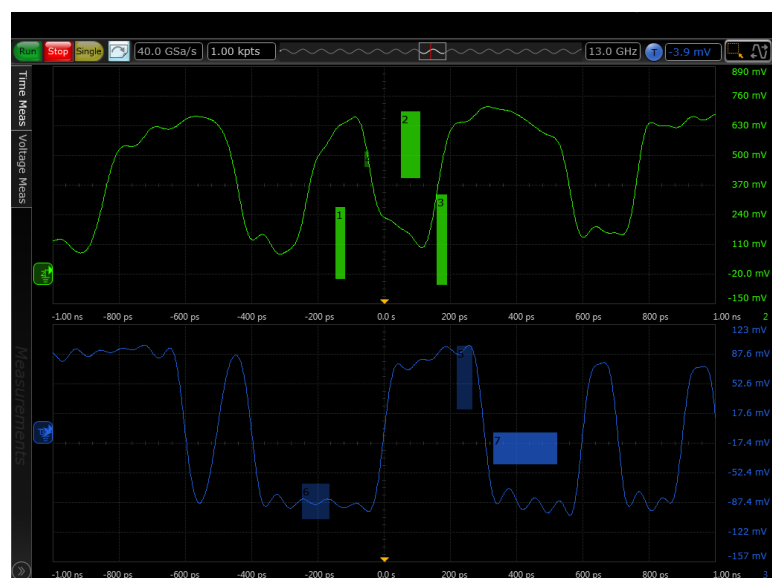 Run Stop Single 40.0 GSa/s 1.00 kpts 13.0 GHz T -3.9 mV
Time Meas
Voltage Meas
Measurements
890 mV
760 mV
630 mV
500 mV
370 mV
240 mV
110 mV
-20.0 mV
-150 mV
1
2
3
-1.00 ns -800 ps -600 ps -400 ps -200 ps 0.0 s 200 ps 400 ps 600 ps 800 ps 1.00 ns 2
123 mV
87.6 mV
52.6 mV
17.6 mV
-17.4 mV
-52.4 mV
-87.4 mV
-122 mV
-157 mV
5
6
7
-1.00 ns -800 ps -600 ps -400 ps -200 ps 0.0 s 200 ps 400 ps 600 ps 800 ps 1.00 ns 3